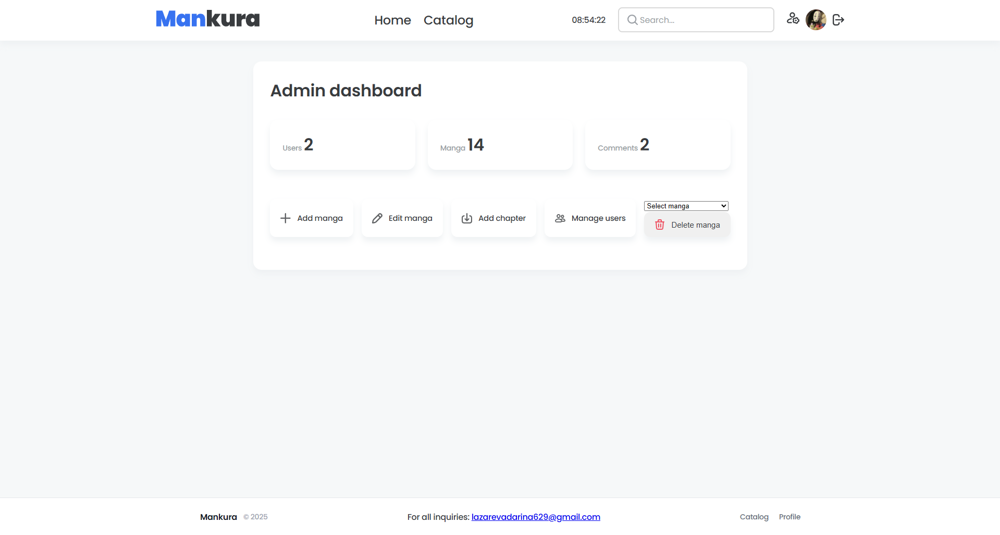 Mankura
Home Catalog
08:54:22
Search...
Admin dashboard
Users 2
Manga 14
Comments 2
Add manga
Edit manga
Add chapter
Manage users
Select manga
Delete manga
Mankura © 2025
For all inquiries: lazarevadarina629@gmail.com
Catalog Profile